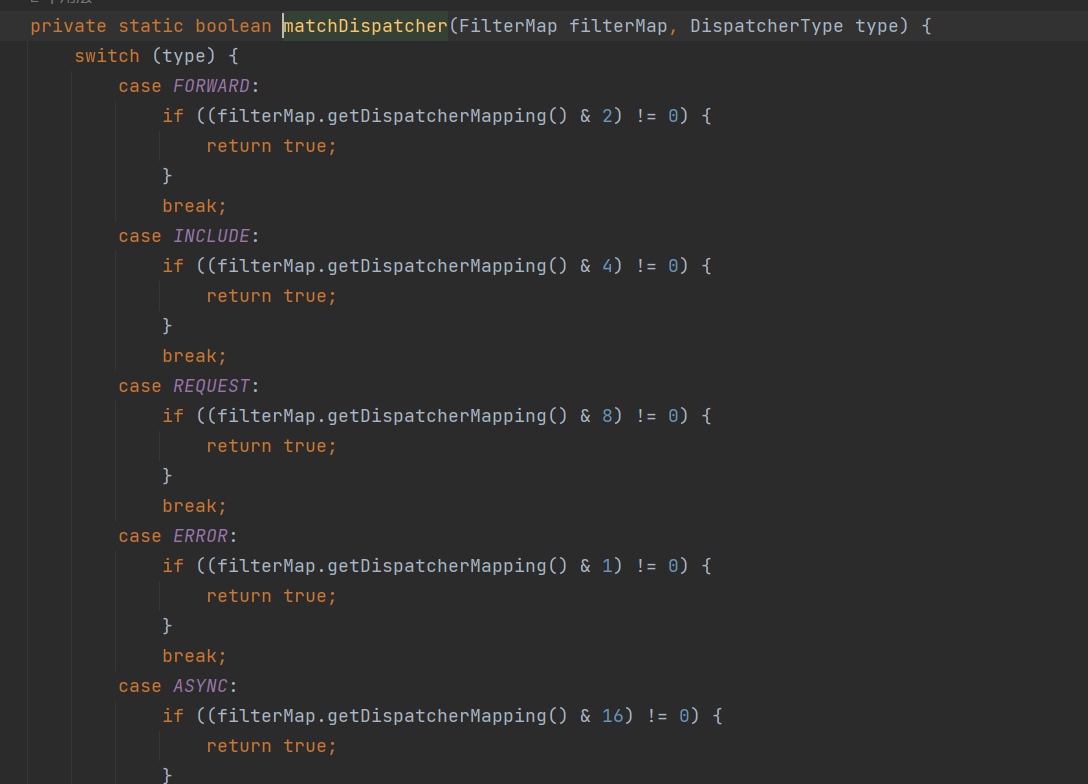 private static boolean matchDispatcher(FilterMap filterMap, DispatcherType type) {
switch (type) {
case FORWARD:
if ((filterMap.getDispatcherMapping() & 2) != 0) {
return true;
}
break;
case INCLUDE:
if ((filterMap.getDispatcherMapping() & 4) != 0) {
return true;
}
break;
case REQUEST:
if ((filterMap.getDispatcherMapping() & 8) != 0) {
return true;
}
break;
case ERROR:
if ((filterMap.getDispatcherMapping() & 1) != 0) {
return true;
}
break;
case ASYNC:
if ((filterMap.getDispatcherMapping() & 16) != 0) {
return true;
}